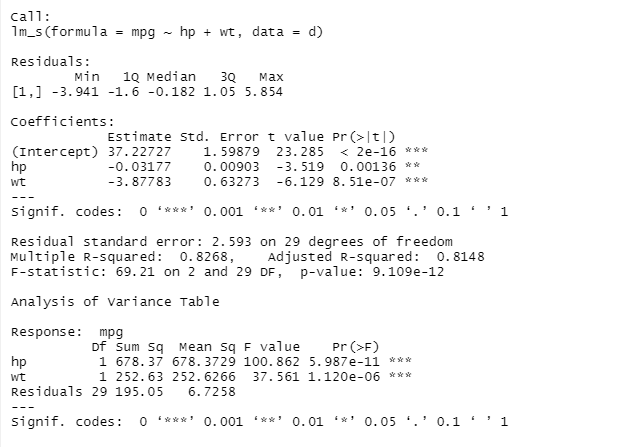 Call:
lm_s(formula = mpg ~ hp + wt, data = d)
Residuals:
Min 1Q Median 3Q Max
[1,] -3.941 -1.6 -0.182 1.05 5.854
Coefficients:
Estimate Std. Error t value Pr(>|t|)
(Intercept) 37.22727 1.59879 23.285 < 2e-16 ***
hp -0.03177 0.00903 -3.519 0.00136 **
wt -3.87783 0.63273 -6.129 8.51e-07 ***
---
Signif. codes: 0 ‘***’ 0.001 ‘**’ 0.01 ‘*’ 0.05 ‘.’ 0.1 ‘ ’ 1
Residual standard error: 2.593 on 29 degrees of freedom
Multiple R-squared: 0.8268, Adjusted R-squared: 0.8148
F-statistic: 69.21 on 2 and 29 DF, p-value: 9.109e-12
Analysis of Variance Table
Response: mpg
Df Sum Sq Mean Sq F value Pr(>F)
hp 1 678.37 678.3729 100.862 5.987e-11 ***
wt 1 252.63 252.6266 37.561 1.120e-06 ***
Residuals 29 195.05 6.7258
---
Signif. codes: 0 ‘***’ 0.001 ‘**’ 0.01 ‘*’ 0.05 ‘.’ 0.1 ‘ ’ 1